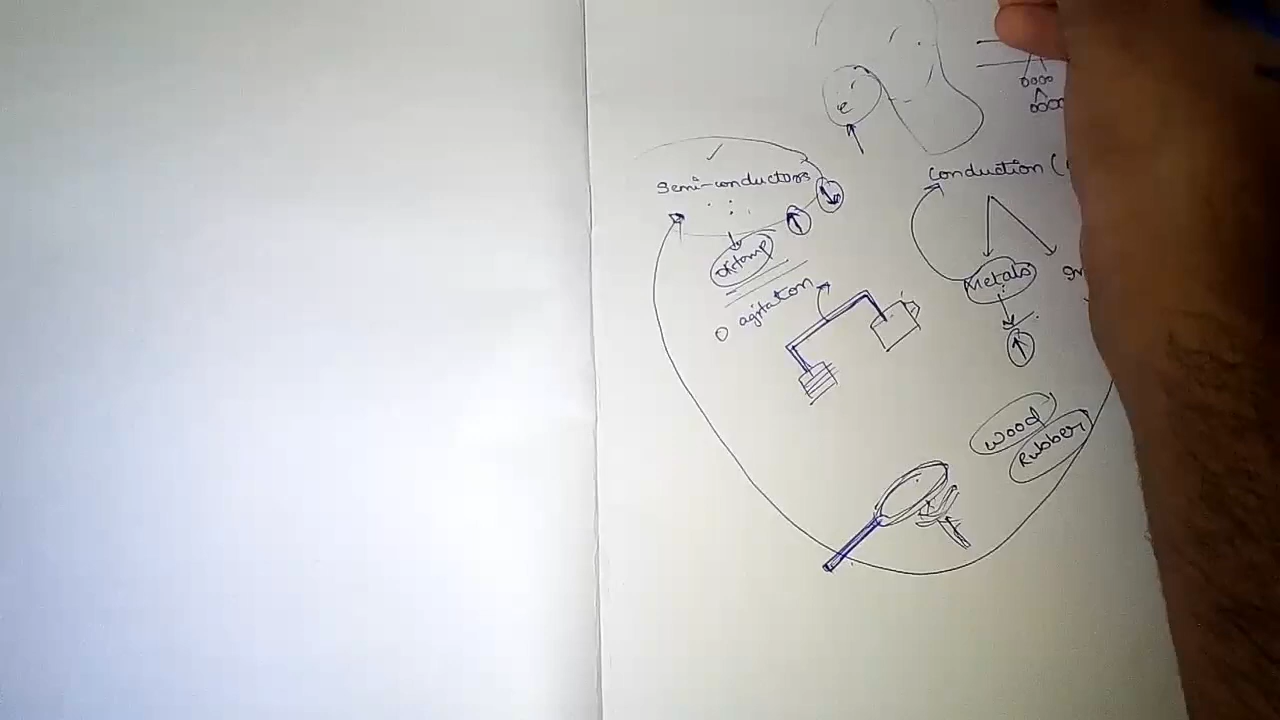 e
Semi-conductors
Conduction (
O agitation
Metals
Wood
Rubber